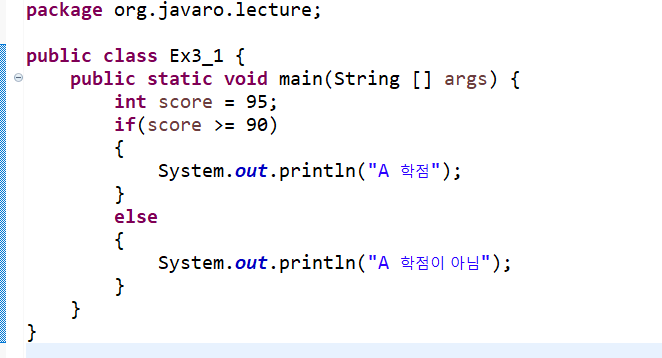 package org.javaro.lecture;
public class Ex3_1 {
public static void main(String [] args) {
int score = 95;
if(score >= 90)
{
System.out.println("A 학점");
}
else
{
System.out.println("A 학점이 아님");
}
}
}